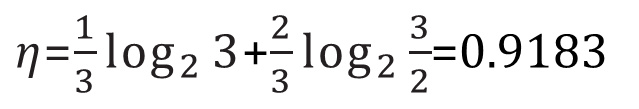 η=1/3 log₂ 3+2/3 log₂ 3/2=0.9183